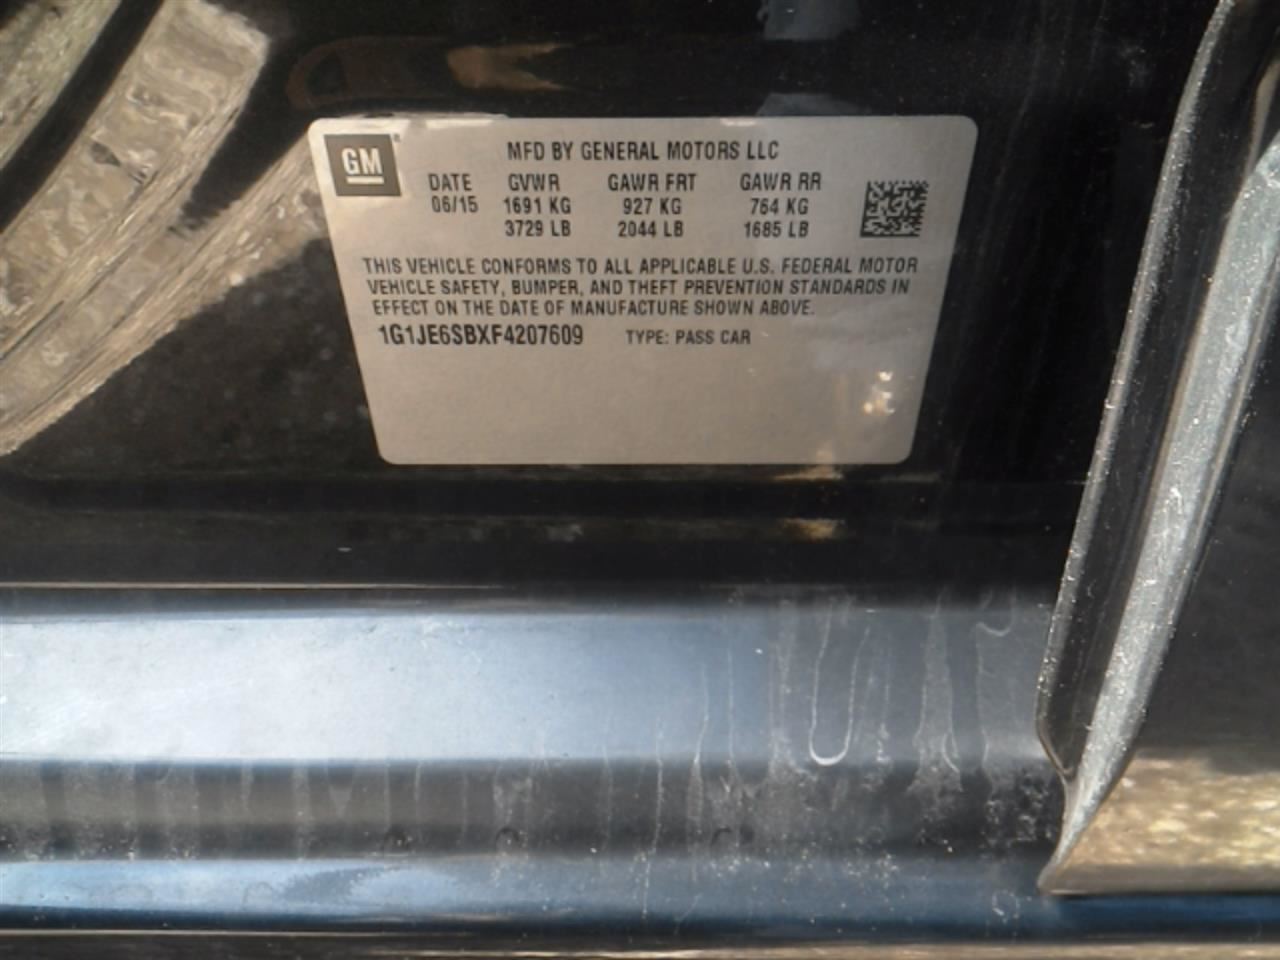 GM
MFD BY GENERAL MOTORS LLC
DATE GVWR GAWR FRT GAWR RR
06/15 1691 KG 927 KG 764 KG
3729 LB 2044 LB 1685 LB
THIS VEHICLE CONFORMS TO ALL APPLICABLE U.S. FEDERAL MOTOR
VEHICLE SAFETY, BUMPER, AND THEFT PREVENTION STANDARDS IN
EFFECT ON THE DATE OF MANUFACTURE SHOWN ABOVE.
1G1JE6SBXF4207609 TYPE: PASS CAR